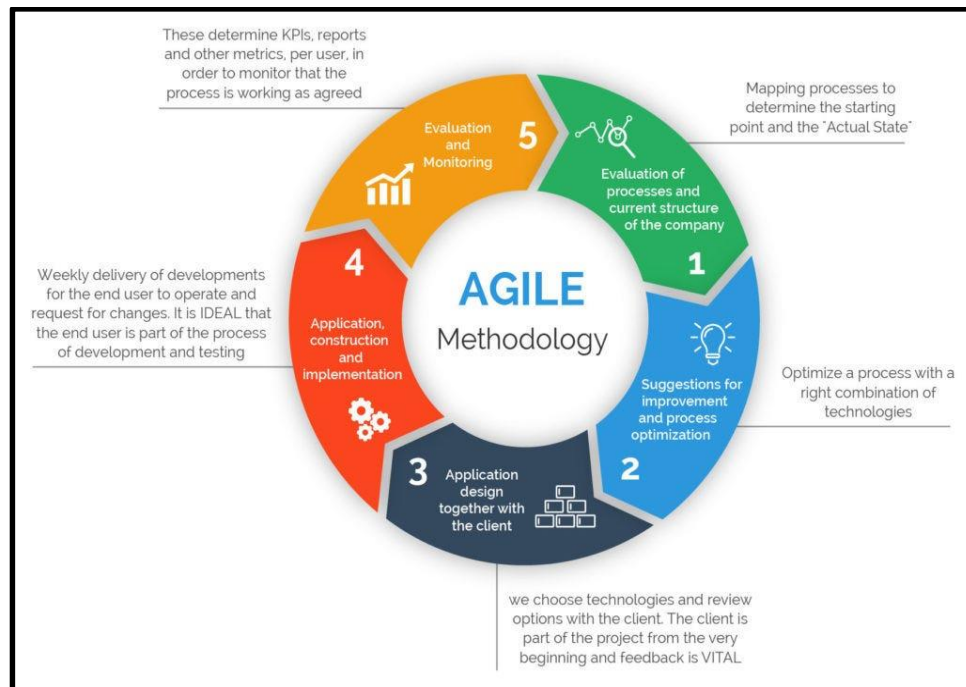 These determine KPIs, reports
and other metrics, per user, in
order to monitor that the
process is working as agreed
Evaluation
and
Monitoring
5
Mapping processes to
determine the starting
point and the "Actual State"
Evaluation of
processes and
current structure
of the company
1
AGILE
Methodology
Weekly delivery of developments
for the end user to operate and
request for changes. It is IDEAL that
the end user is part of the process
of development and testing
4
Application,
construction
and
implementation
Suggestions for
improvement
and process
optimization
2
Optimize a process with a
right combination of
technologies
3
Application
design
together with
the client
we choose technologies and review
options with the client. The client is
part of the project from the very
beginning and feedback is VITAL